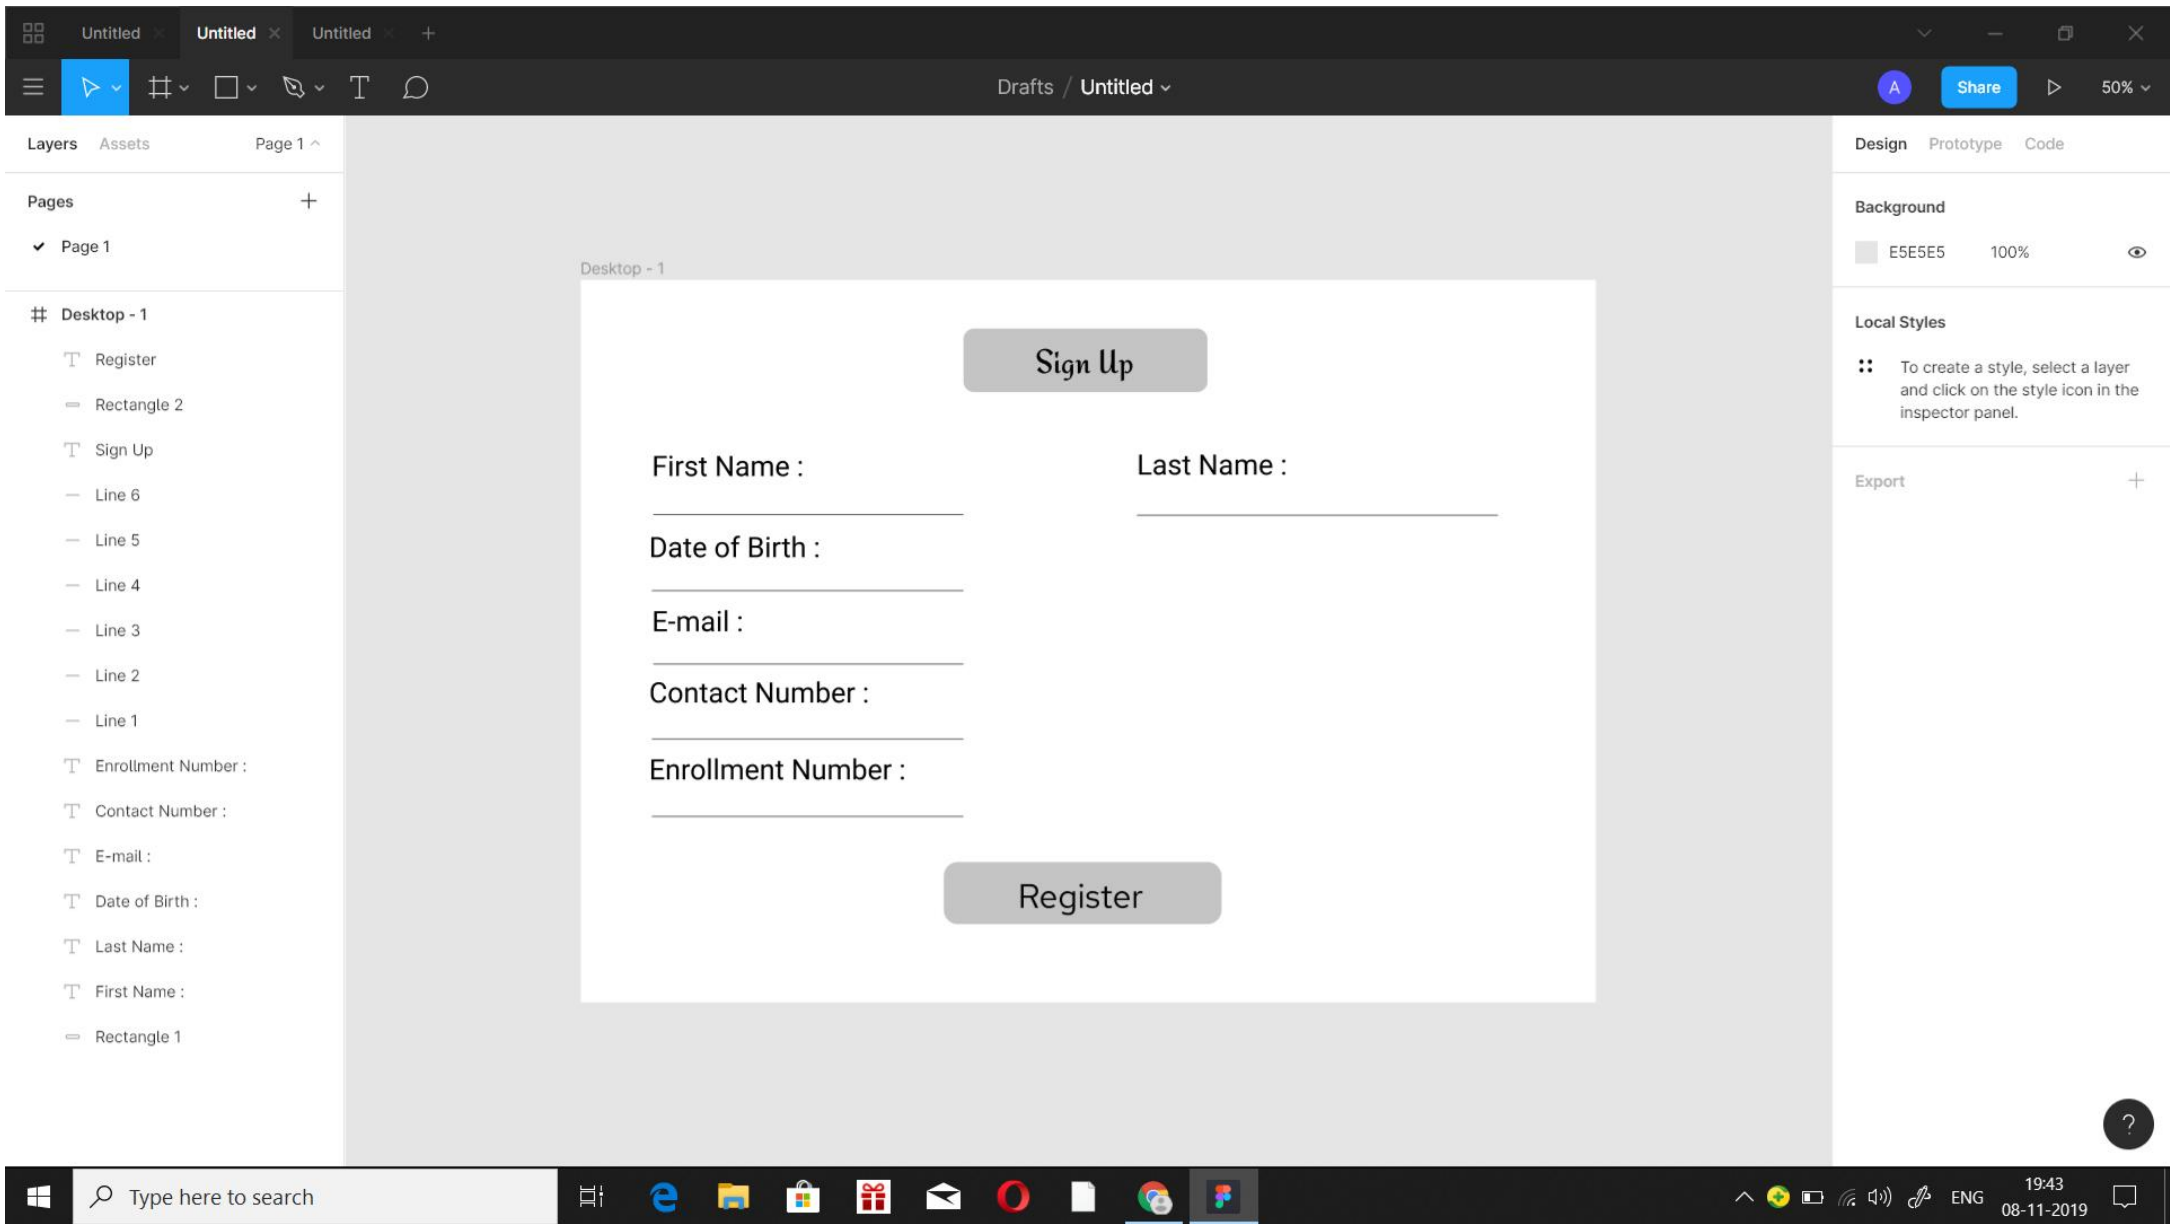 Untitled
Untitled
Untitled
Drafts / Untitled
A
Share
50%
Layers
Assets
Page 1
Pages
Page 1
Desktop - 1
Register
Rectangle 2
Sign Up
Line 6
Line 5
Line 4
Line 3
Line 2
Line 1
Enrollment Number :
Contact Number :
E-mail :
Date of Birth :
Last Name :
First Name :
Rectangle 1
Desktop - 1
Sign Up
First Name :
Last Name :
Date of Birth :
E-mail :
Contact Number :
Enrollment Number :
Register
Design
Prototype
Code
Background
E5E5E5
100%
Local Styles
To create a style, select a layer
and click on the style icon in the
inspector panel.
Export
?
Type here to search
ENG
19:43
08-11-2019